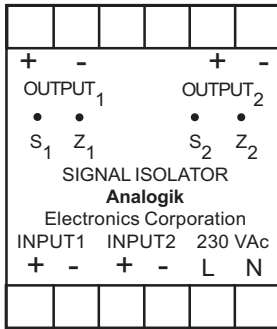 + - + -
OUTPUT1 OUTPUT2
S1 Z1 S2 Z2
SIGNAL ISOLATOR
Analogik
Electronics Corporation
INPUT1 INPUT2 230 VAc
+ - + - L N